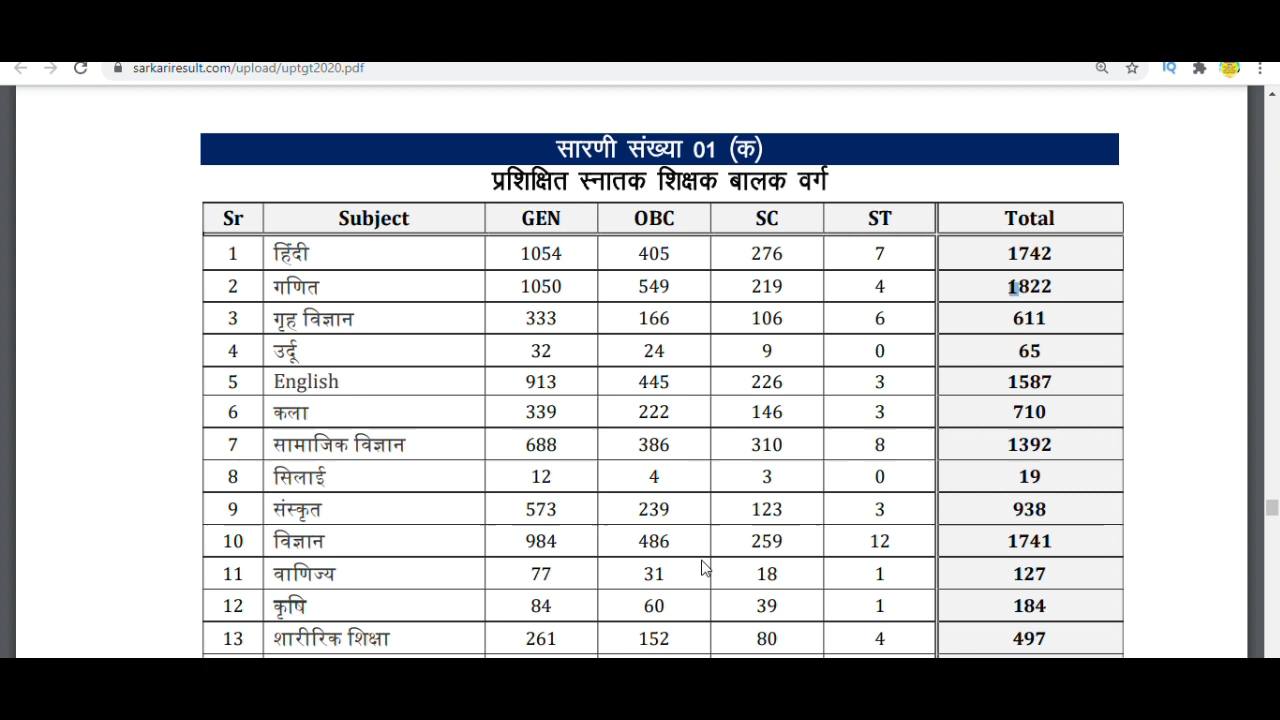 sarkariresult.com/upload/uptgt2020.pdf
IQ
सारणी संख्या 01 (क)
प्रशिक्षित स्नातक शिक्षक बालक वर्ग
Sr Subject GEN OBC SC ST Total
1 हिंदी 1054 405 276 7 1742
2 गणित 1050 549 219 4 1822
3 गृह विज्ञान 333 166 106 6 611
4 उर्दू 32 24 9 0 65
5 English 913 445 226 3 1587
6 कला 339 222 146 3 710
7 सामाजिक विज्ञान 688 386 310 8 1392
8 सिलाई 12 4 3 0 19
9 संस्कृत 573 239 123 3 938
10 विज्ञान 984 486 259 12 1741
11 वाणिज्य 77 31 18 1 127
12 कृषि 84 60 39 1 184
13 शारीरिक शिक्षा 261 152 80 4 497